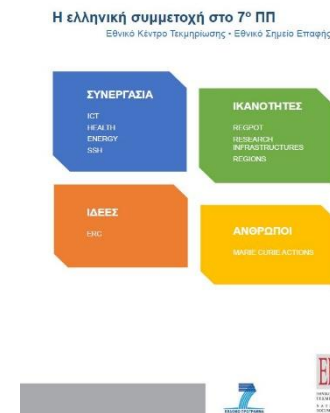 Η ελληνική συμμετοχή στο 7º ΠΠ
Εθνικό Κέντρο Τεκμηρίωσης - Εθνικό Σημείο Επαφής
ΣΥΝΕΡΓΑΣΙΑ
ICT
HEALTH
ENERGY
SSH
ΙΚΑΝΟΤΗΤΕΣ
REGPOT
RESEARCH
INFRASTRUCTURES
REGIONS
ΙΔΕΕΣ
ERC
ΑΝΘΡΩΠΟΙ
MARIE CURIE ACTIONS